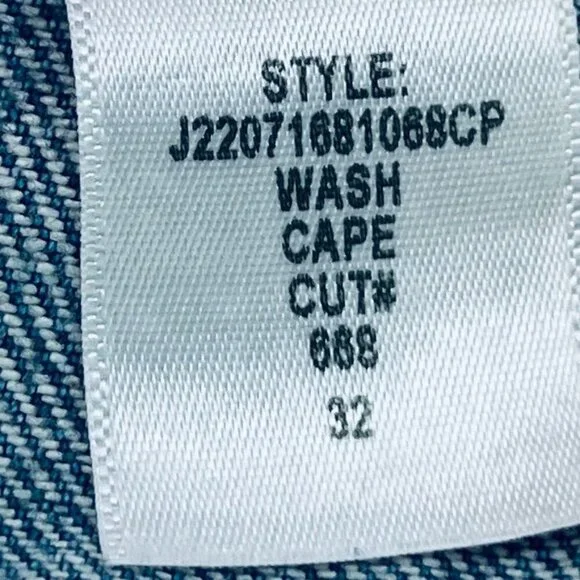 STYLE:
J22071681068CP
WASH
CAPE
CUT#
668
32